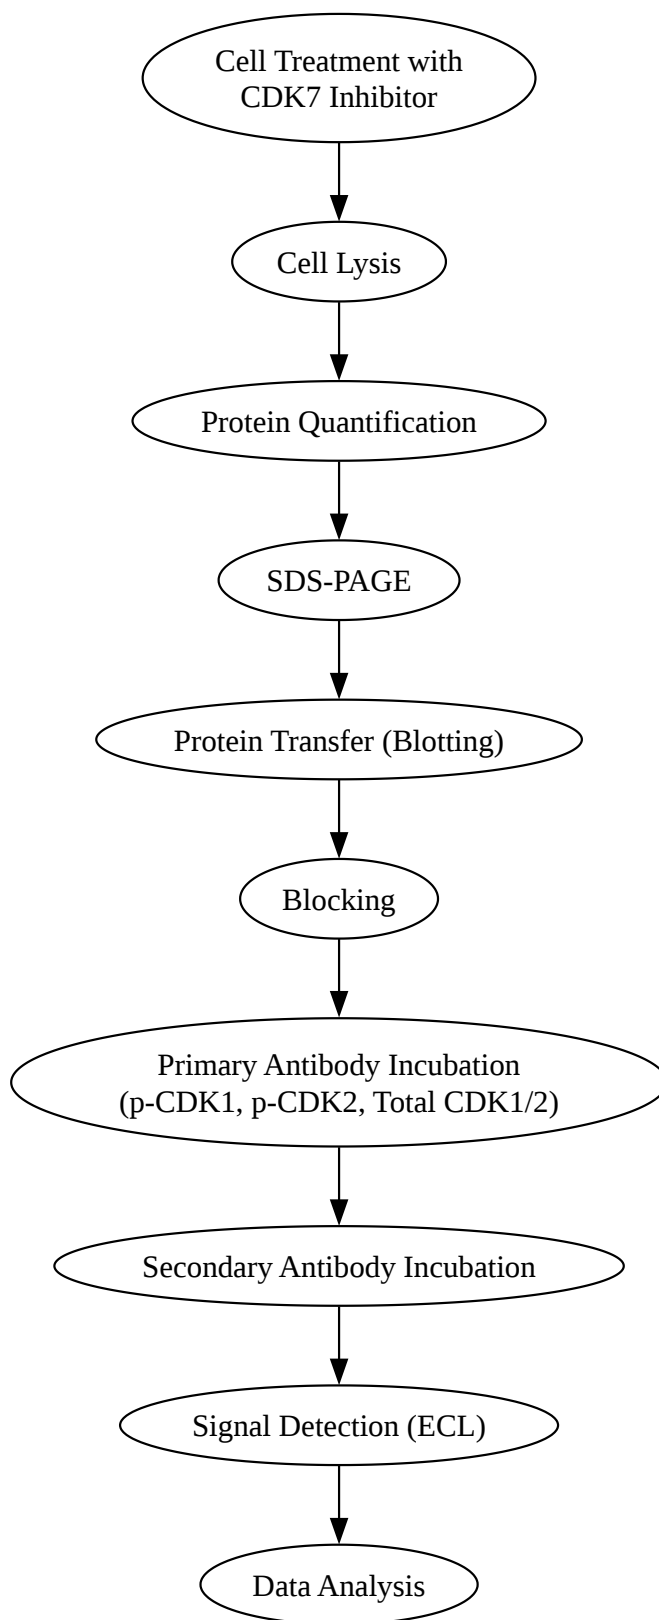 Cell Treatment with
CDK7 Inhibitor
Cell Lysis
Protein Quantification
SDS-PAGE
Protein Transfer (Blotting)
Blocking
Primary Antibody Incubation
(p-CDK1, p-CDK2, Total CDK1/2)
Secondary Antibody Incubation
Signal Detection (ECL)
Data Analysis